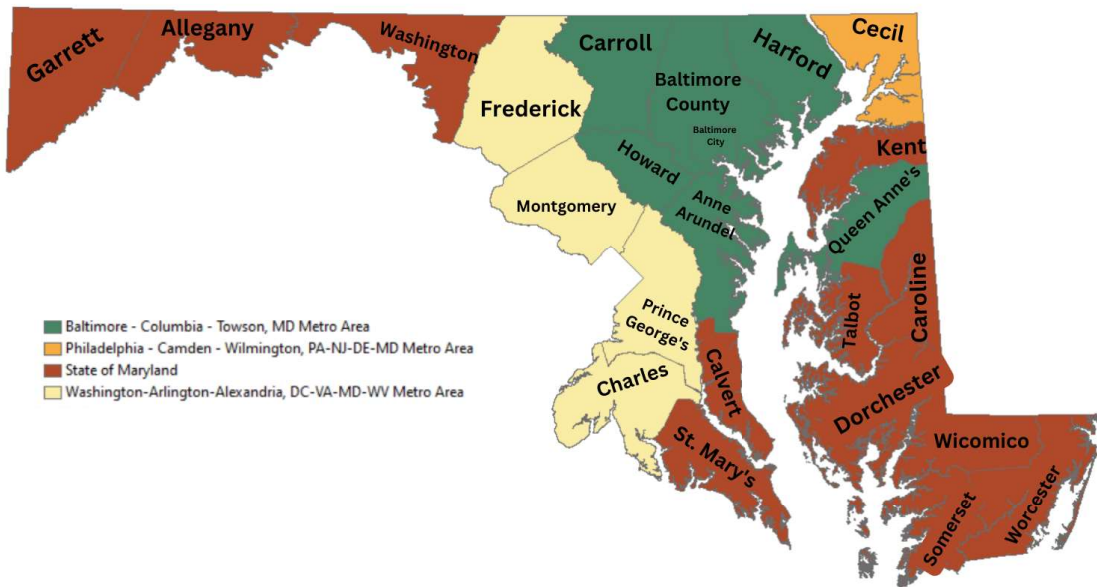 Garrett
Allegany
Washington
Frederick
Carroll
Baltimore
County
Baltimore
City
Harford
Cecil
Kent
Howard
Anne
Arundel
Queen Anne's
Montgomery
Prince
George's
Talbot
Caroline
Charles
Calvert
St. Mary's
Dorchester
Wicomico
Somerset
Worcester
Baltimore - Columbia - Towson, MD Metro Area
Philadelphia - Camden - Wilmington, PA-NJ-DE-MD Metro Area
State of Maryland
Washington-Arlington-Alexandria, DC-VA-MD-WV Metro Area